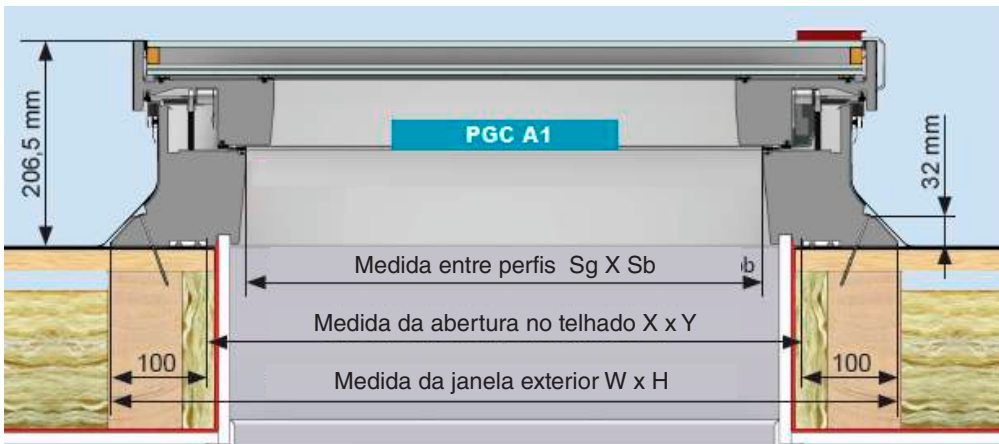 PGC A1
206,5 mm
32 mm
Medida entre perfis Sg X Sb
Medida da abertura no telhado X x Y
100
100
Medida da janela exterior W x H